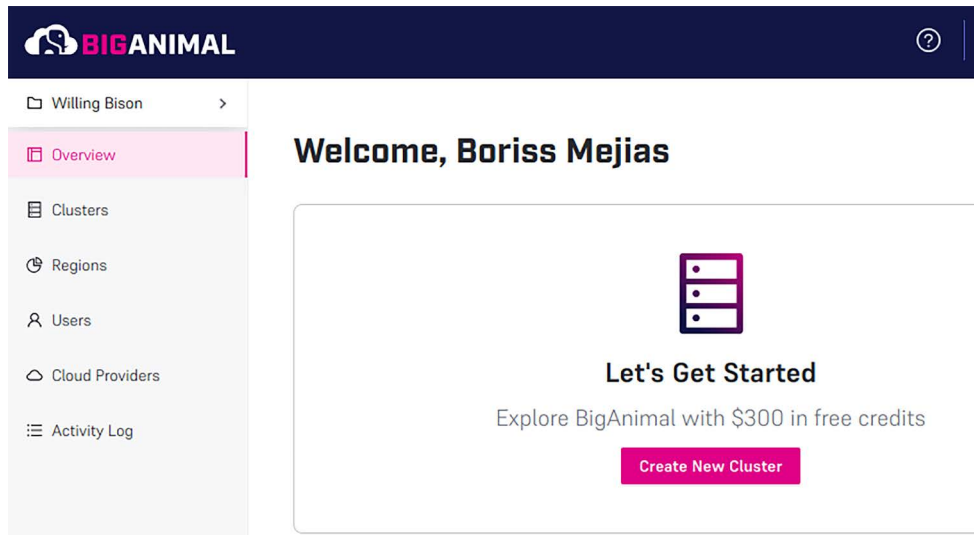 BIGANIMAL
?
Willing Bison
Overview
Clusters
Regions
Users
Cloud Providers
Activity Log
Welcome, Boriss Mejias
Let's Get Started
Explore BigAnimal with $300 in free credits
Create New Cluster